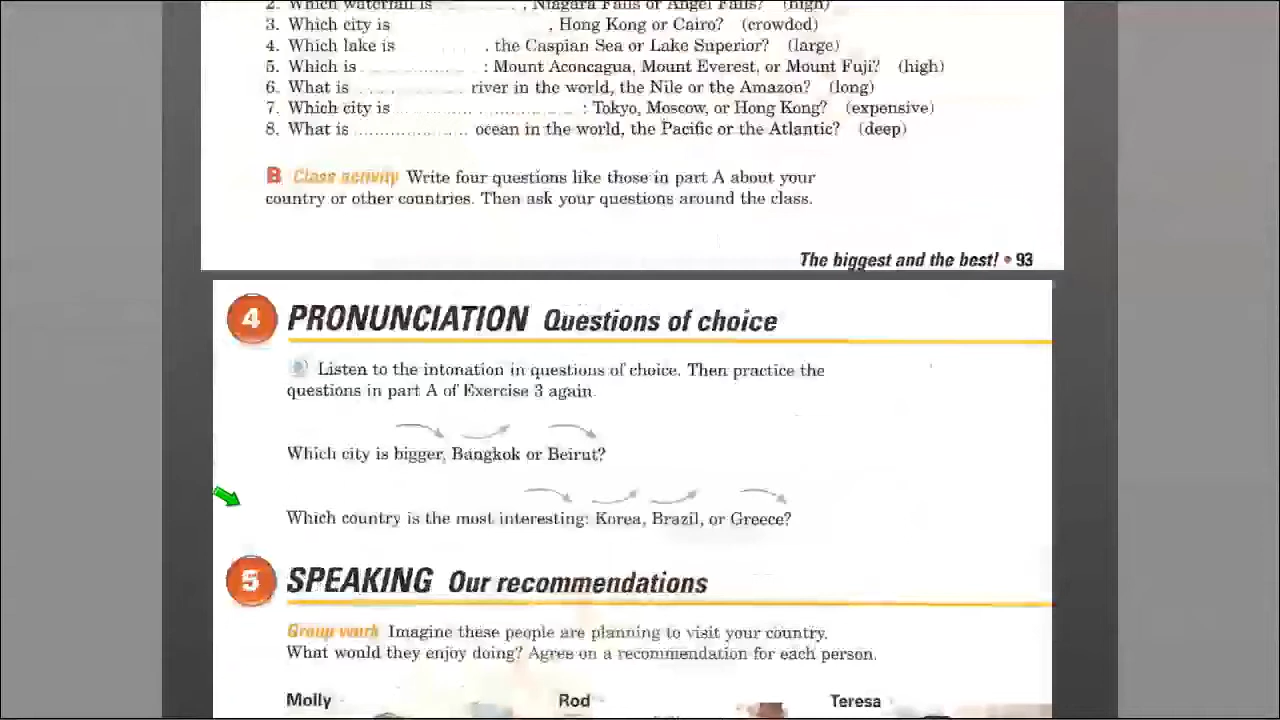 2. Which waterfall is .............. , Niagara Falls or Angel Falls? (high)
3. Which city is , Hong Kong or Cairo? (crowded)
4. Which lake is , the Caspian Sea or Lake Superior? (large)
5. Which is .................... : Mount Aconcagua, Mount Everest, or Mount Fuji? (high)
6. What is .................... river in the world, the Nile or the Amazon? (long)
7. Which city is .................... : Tokyo, Moscow, or Hong Kong? (expensive)
8. What is .................... ocean in the world, the Pacific or the Atlantic? (deep)
B Class activity Write four questions like those in part A about your
country or other countries. Then ask your questions around the class.
The biggest and the best! • 93
4 PRONUNCIATION Questions of choice
Listen to the intonation in questions of choice. Then practice the
questions in part A of Exercise 3 again.
Which city is bigger, Bangkok or Beirut?
Which country is the most interesting: Korea, Brazil, or Greece?
5 SPEAKING Our recommendations
Group work Imagine these people are planning to visit your country.
What would they enjoy doing? Agree on a recommendation for each person.
Molly Rod Teresa